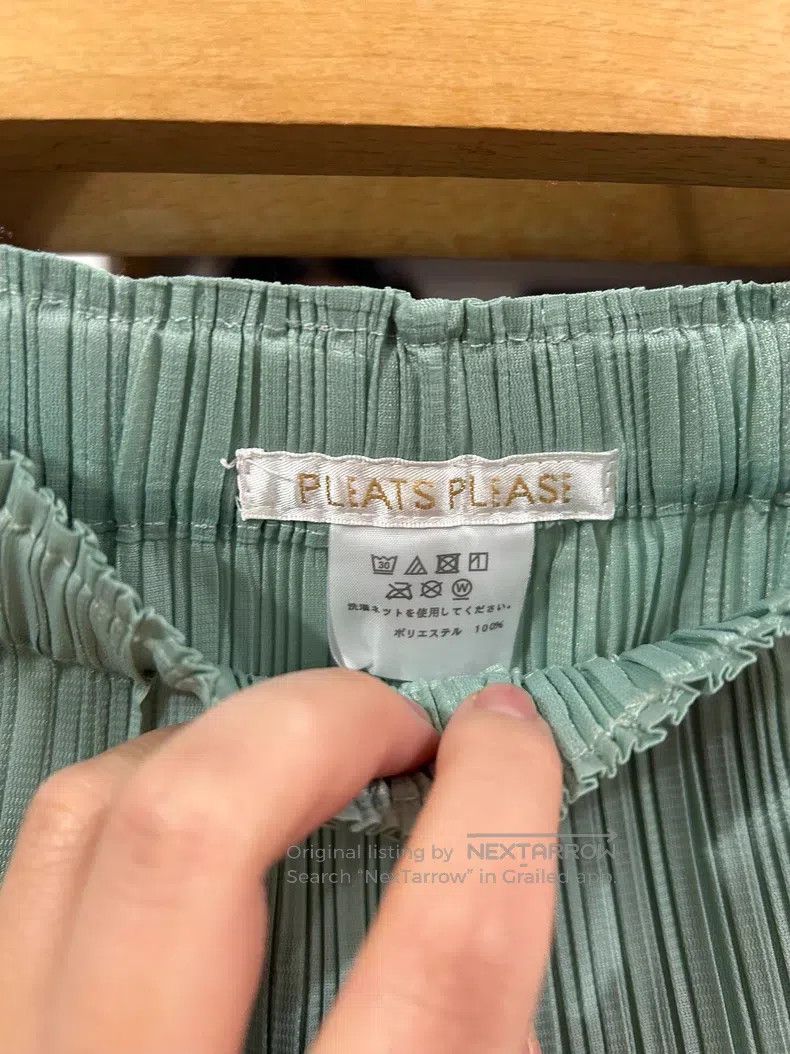 PLEATS PLEASE
30
W
洗濯ネットを使用してください。
ポリエステル 100%
Original listing by NEXTARROW
Search "NexTarrow" in Grailed app.